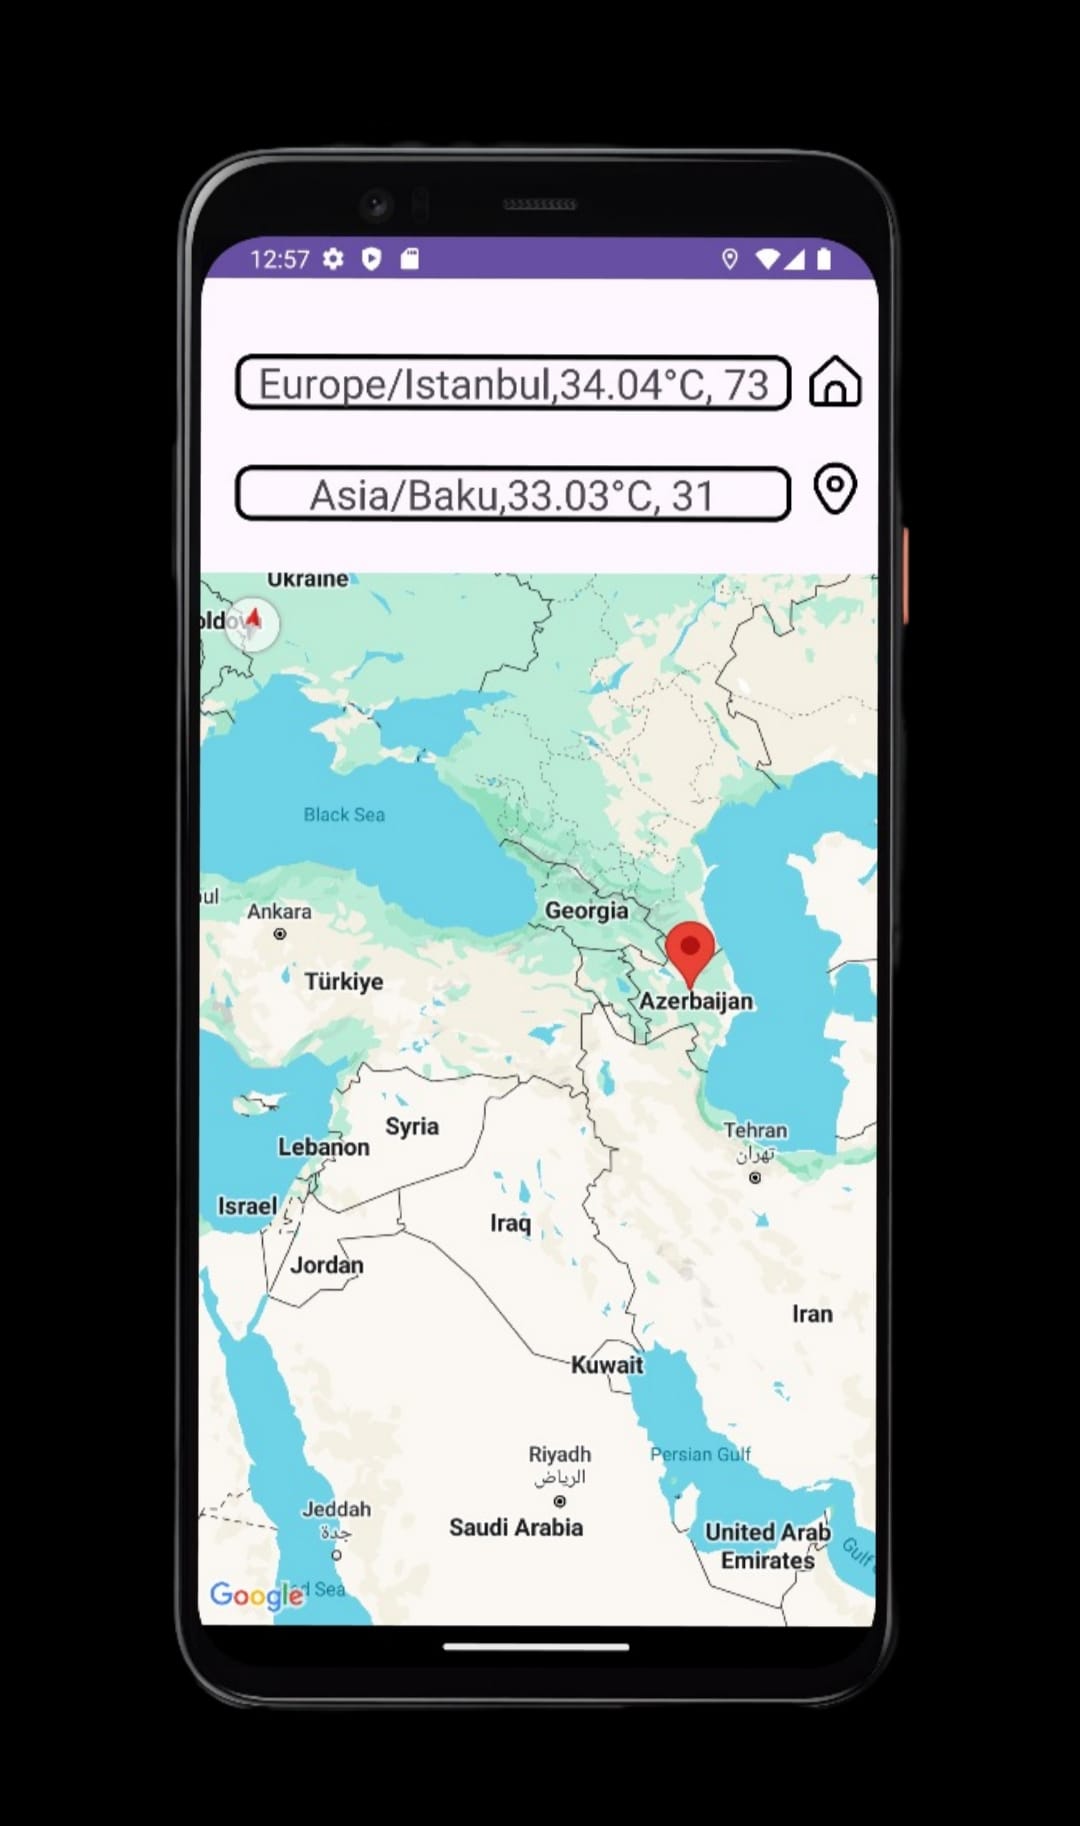 12:57
Europe/Istanbul,34.04°C, 73
Asia/Baku,33.03°C, 31
Ukraine
Black Sea
Ankara
Georgia
Türkiye
Azerbaijan
Syria
Tehran
تهران
Lebanon
Israel
Iraq
Jordan
Iran
Kuwait
Riyadh
الرياض
Persian Gulf
Jeddah
جدة
Saudi Arabia
United Arab
Emirates
Gulf
Google
d Sea